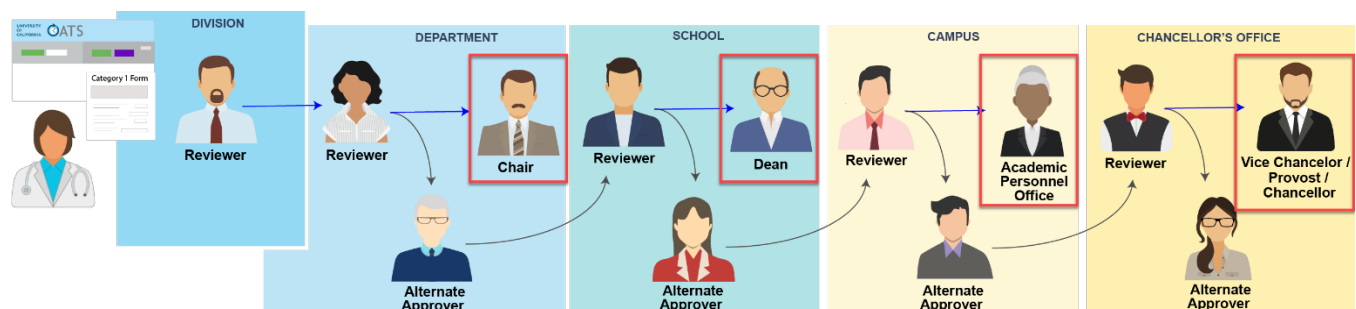 UNIVERSITY
OF
CALIFORNIA
OATS
Category 1 Form
DIVISION
Reviewer
DEPARTMENT
Reviewer
Chair
Alternate
Approver
SCHOOL
Reviewer
Dean
Alternate
Approver
CAMPUS
Reviewer
Academic
Personnel
Office
Alternate
Approver
CHANCELLOR'S OFFICE
Reviewer
Vice Chancelor /
Provost /
Chancellor
Alternate
Approver